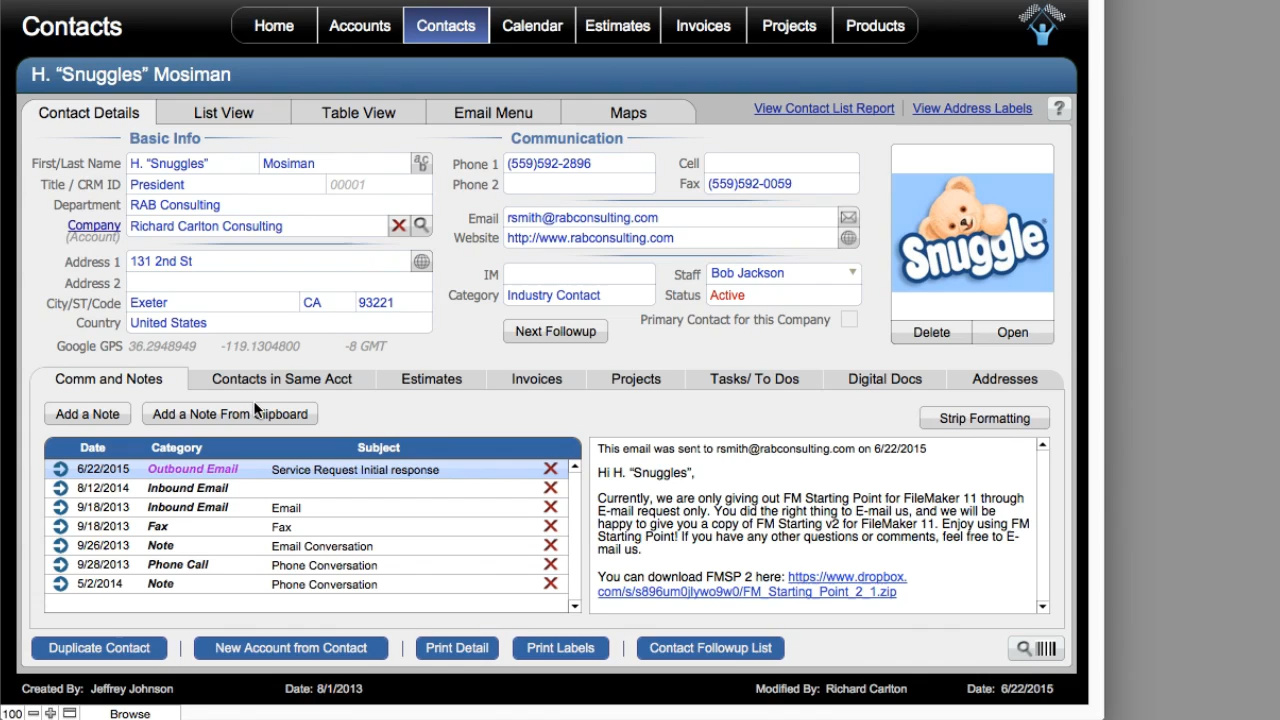 Contacts
Home Accounts Contacts Calendar Estimates Invoices Projects Products
H. “Snuggles” Mosiman
Contact Details List View Table View Email Menu Maps
View Contact List Report View Address Labels ?
Basic Info
First/Last Name H. “Snuggles” Mosiman
Title / CRM ID President 00001
Department RAB Consulting
Company Richard Carlton Consulting
(Account)
Address 1 131 2nd St
Address 2
City/ST/Code Exeter CA 93221
Country United States
Google GPS 36.2948949 -119.1304800 -8 GMT
Communication
Phone 1 (559)592-2896 Cell
Phone 2 Fax (559)592-0059
Email rsmith@rabconsulting.com
Website http://www.rabconsulting.com
IM Staff Bob Jackson
Category Industry Contact Status Active
Next Followup Primary Contact for this Company
Snuggle
Delete Open
Comm and Notes Contacts in Same Acct Estimates Invoices Projects Tasks/ To Dos Digital Docs Addresses
Add a Note Add a Note From Clipboard Strip Formatting
Date Category Subject
6/22/2015 Outbound Email Service Request Initial response
8/12/2014 Inbound Email
9/18/2013 Inbound Email Email
9/18/2013 Fax Fax
9/26/2013 Note Email Conversation
9/28/2013 Phone Call Phone Conversation
5/2/2014 Note Phone Conversation
This email was sent to rsmith@rabconsulting.com on 6/22/2015
Hi H. “Snuggles”,
Currently, we are only giving out FM Starting Point for FileMaker 11 through
E-mail request only. You did the right thing to E-mail us, and we will be
happy to give you a copy of FM Starting v2 for FileMaker 11. Enjoy using FM
Starting Point! If you have any other questions or comments, feel free to E-
mail us.
You can download FMSP 2 here: https://www.dropbox.
com/s/s896um0jlywo9w0/FM_Starting_Point_2_1.zip
Duplicate Contact | New Account from Contact | Print Detail Print Labels | Contact Followup List
Created By: Jeffrey Johnson Date: 8/1/2013 Modified By: Richard Carlton Date: 6/22/2015
100 Browse